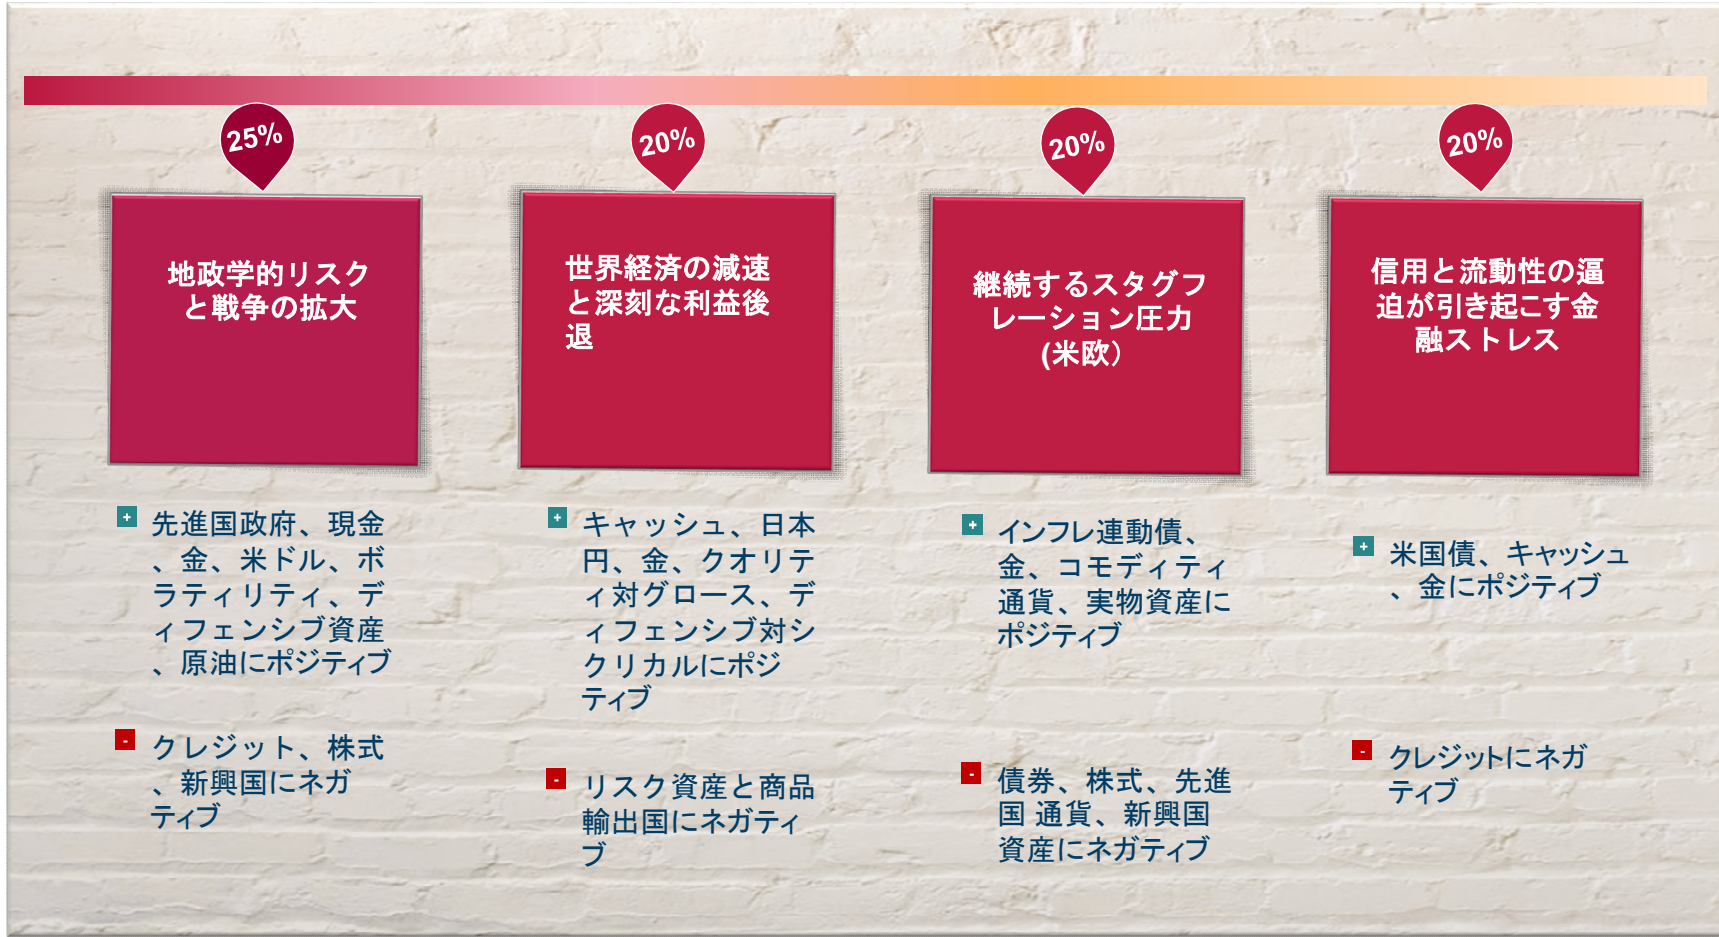 25%
20%
20%
20%
地政学的リスク
と戦争の拡大
世界経済の減速
と深刻な利益後
退
継続するスタグフ
レーション圧力
(米欧）
信用と流動性の逼
迫が引き起こす金
融ストレス
+
先進国政府、現金
、金、米ドル、ボ
ラティリティ、デ
ィフェンシブ資産
、原油にポジティブ
-
クレジット、株式
、新興国にネガ
ティブ
+
キャッシュ、日本
円、金、クオリテ
ィ対グロース、デ
ィフェンシブ対シ
クリカルにポジ
ティブ
-
リスク資産と商品
輸出国にネガティ
ブ
+
インフレ連動債、
金、コモディティ
通貨、実物資産に
ポジティブ
-
債券、株式、先進
国 通貨、新興国
資産にネガティブ
+
米国債、キャッシュ
、金にポジティブ
-
クレジットにネガ
ティブ